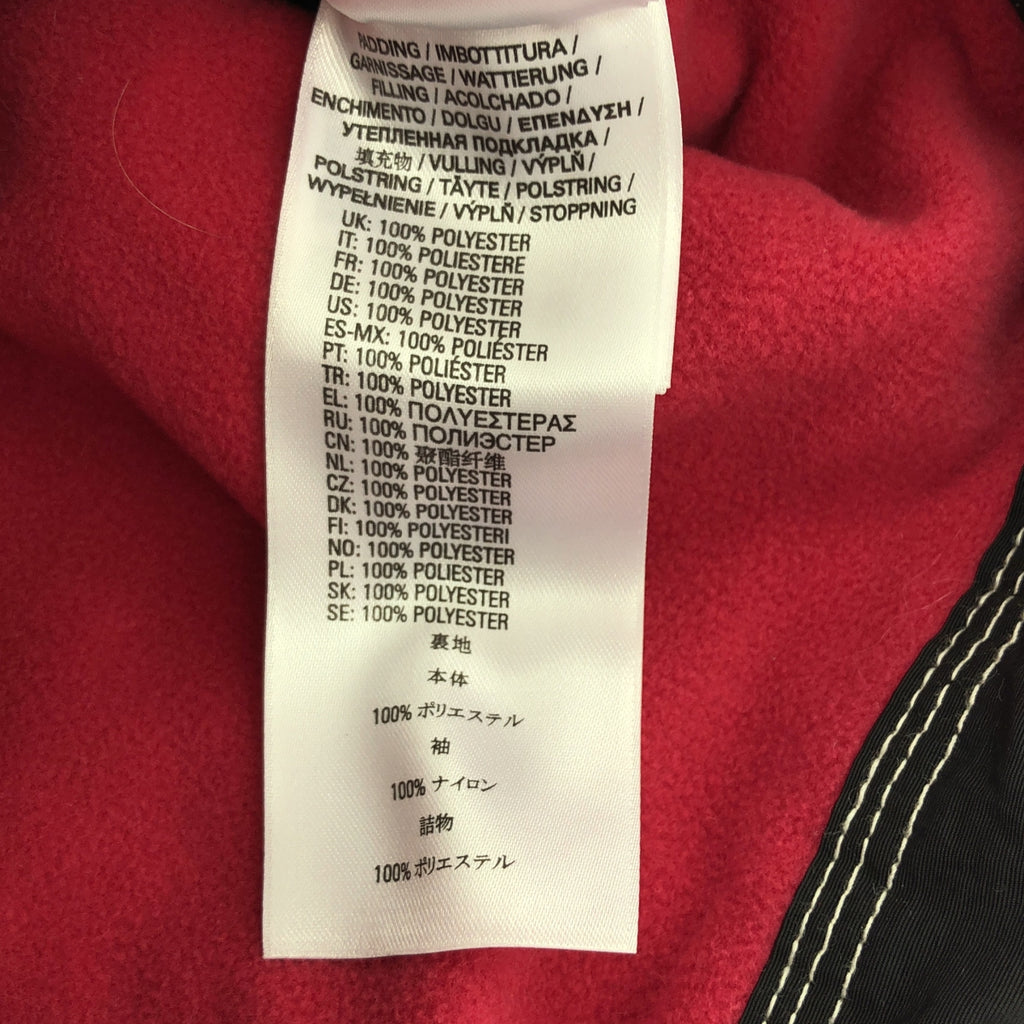 PADDING / IMBOTTITURA /
GARNISSAGE / WATTIERUNG /
FILLING / ACOLCHADO /
ENCHIMENTO / DOLGU / ΕΠΕΝΔΥΣΗ /
УТЕПЛЕННАЯ ПОДКЛАДКА /
填充物 / VULLING / VÝPLŇ /
POLSTRING / TÄYTE / POLSTRING /
WYPEŁNIENIE / VÝPLŇ / STOPPNING
UK: 100% POLYESTER
IT: 100% POLIESTERE
FR: 100% POLYESTER
DE: 100% POLYESTER
US: 100% POLYESTER
ES-MX: 100% POLIÉSTER
PT: 100% POLIÉSTER
TR: 100% POLYESTER
EL: 100% ΠΟΛΥΕΣΤΕΡΑΣ
RU: 100% ПОЛИЭСТЕР
CN: 100% 聚酯纤维
NL: 100% POLYESTER
CZ: 100% POLYESTER
DK: 100% POLYESTER
FI: 100% POLYESTERI
NO: 100% POLYESTER
PL: 100% POLIESTER
SK: 100% POLYESTER
SE: 100% POLYESTER
裏地
本体
100% ポリエステル
袖
100% ナイロン
詰物
100% ポリエステル